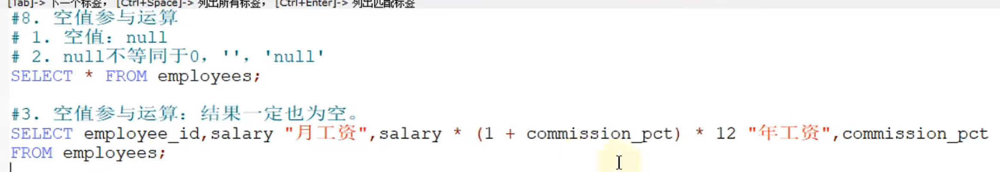 [Tab]-> 下一个标签, [Ctrl+Space]-> 列出所有标签, [Ctrl+Enter]-> 列出匹配标签
#8. 空值参与运算
# 1. 空值：null
# 2. null不等同于0，''，'null'
SELECT * FROM employees;
#3. 空值参与运算：结果一定也为空。
SELECT employee_id,salary "月工资",salary * (1 + commission_pct) * 12 "年工资",commission_pct
FROM employees;